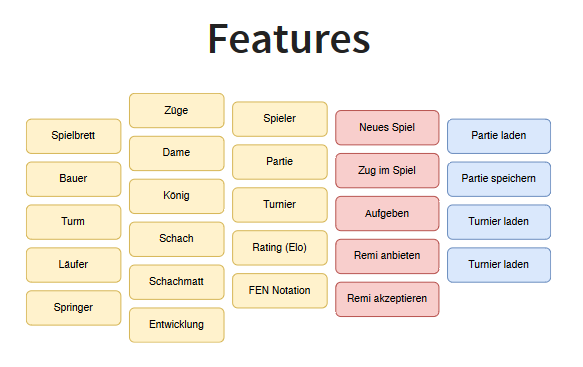 Features
Spielbrett
Bauer
Turm
Läufer
Springer
Züge
Dame
König
Schach
Schachmatt
Entwicklung
Spieler
Partie
Turnier
Rating (Elo)
FEN Notation
Neues Spiel
Zug im Spiel
Aufgeben
Remi anbieten
Remi akzeptieren
Partie laden
Partie speichern
Turnier laden
Turnier laden